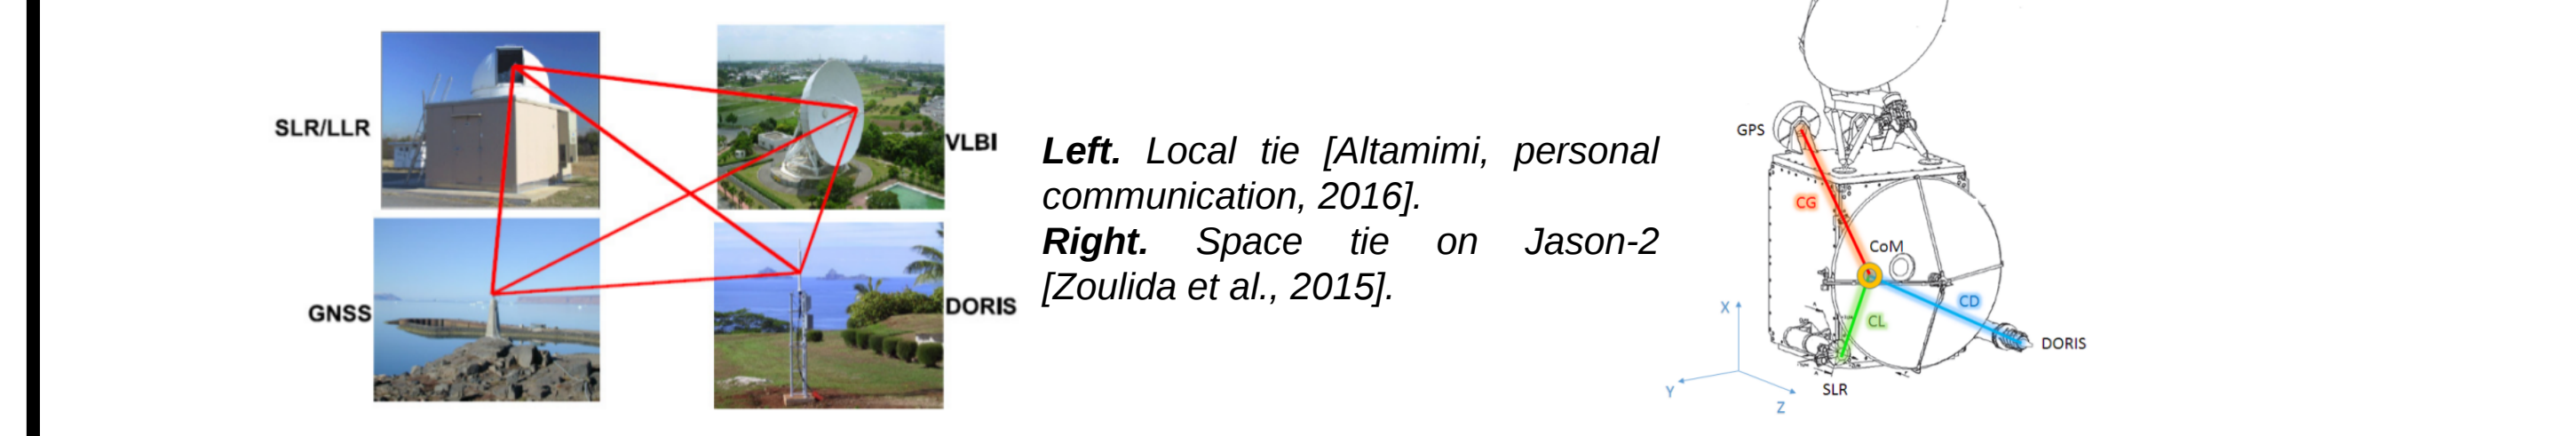 SLR/LLR
VLBI
GNSS
DORIS
Left. Local tie [Altamimi, personal
communication, 2016].
Right. Space tie on Jason-2
[Zoulida et al., 2015].
GPS
CG
CoM
CD
CL
X
DORIS
Y
SLR
Z